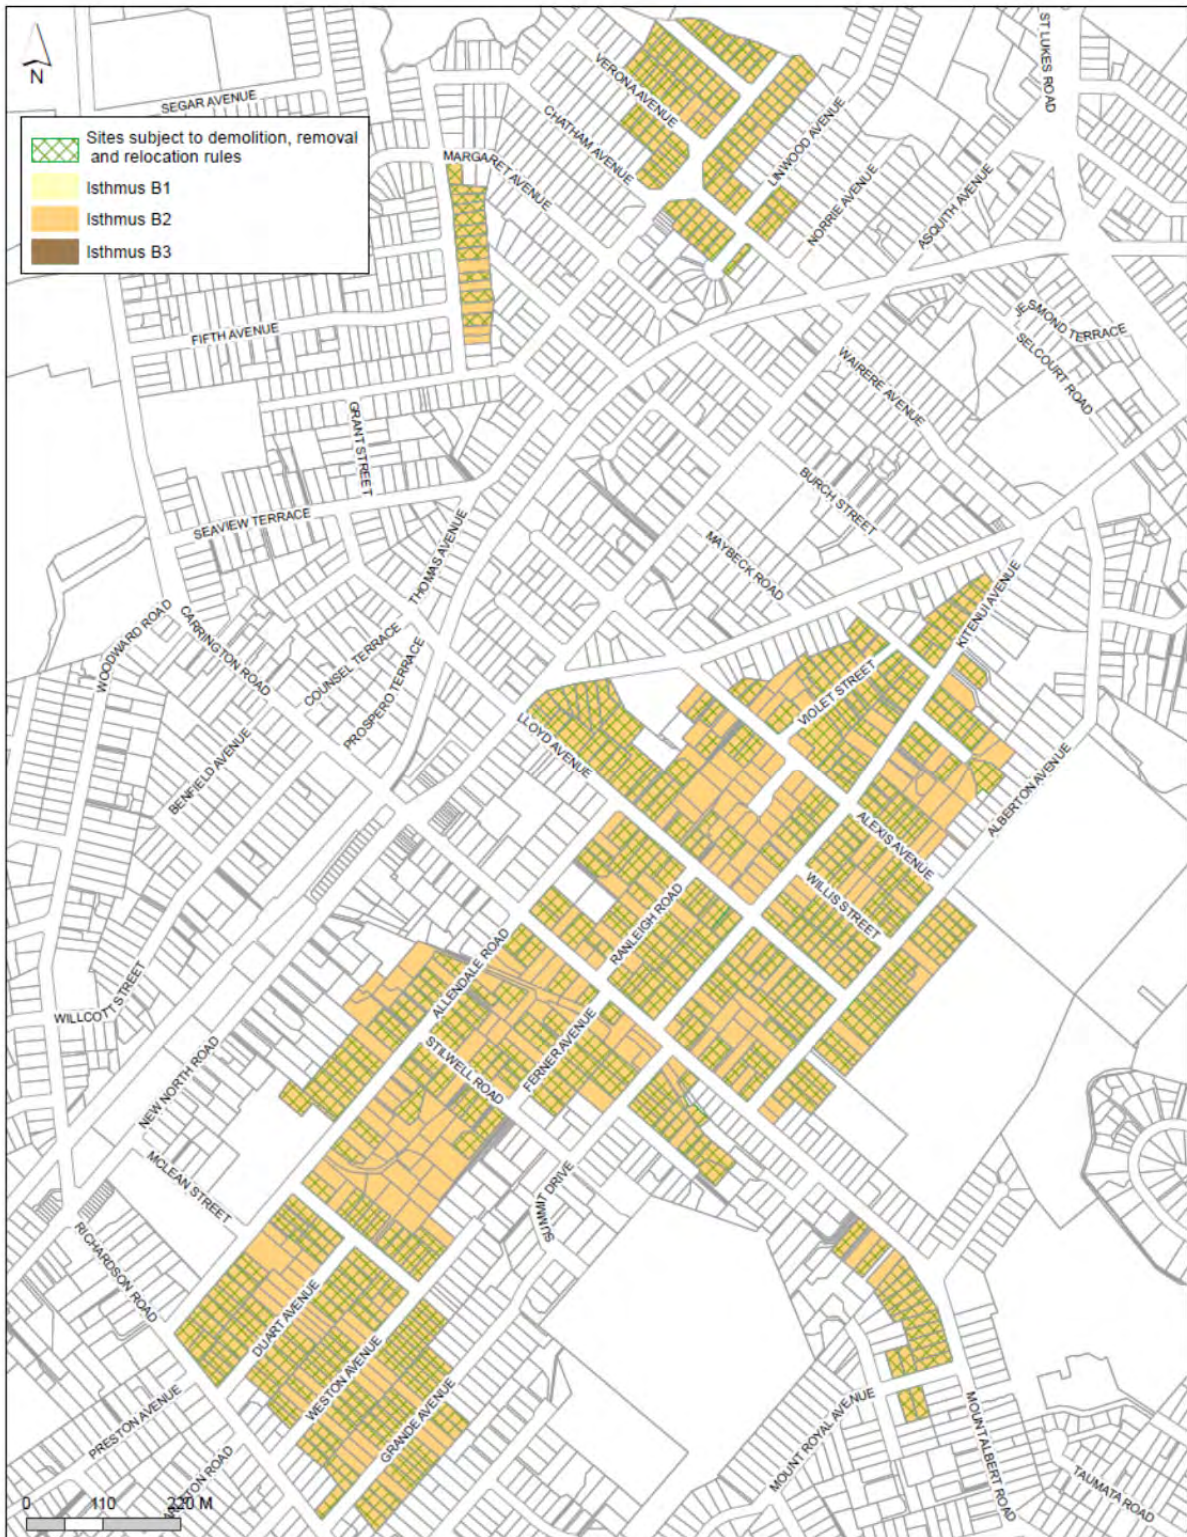 N
SEGAR AVENUE
Sites subject to demolition, removal
and relocation rules
Isthmus B1
Isthmus B2
Isthmus B3
ST LUKES ROAD
VERONA AVENUE
CHATHAM AVENUE
MARGARET AVENUE
LINWOOD AVENUE
NORRIE AVENUE
ASQUITH AVENUE
FIFTH AVENUE
JESMOND TERRACE
SELCOURT ROAD
WAIRERE AVENUE
GRANT STREET
BURCH STREET
SEAVIEW TERRACE
THOMAS AVENUE
MAYBECK ROAD
KITENUI AVENUE
WOODWARD ROAD
CARRINGTON ROAD
COUNSEL TERRACE
PROSPERO TERRACE
VIOLET STREET
LLOYD AVENUE
BENFIELD AVENUE
ALBERTON AVENUE
ALEXIS AVENUE
WILLIS STREET
RANLEIGH ROAD
ALLENDALE ROAD
WILLCOTT STREET
FERNER AVENUE
STILWELL ROAD
NEW NORTH ROAD
MCLEAN STREET
SUMMIT DRIVE
RICHARDSON ROAD
DUART AVENUE
WESTON AVENUE
GRANDE AVENUE
PRESTON AVENUE
MOUNT ROYAL AVENUE
MOUNT ALBERT ROAD
TAUMATA ROAD
0 110 220 M